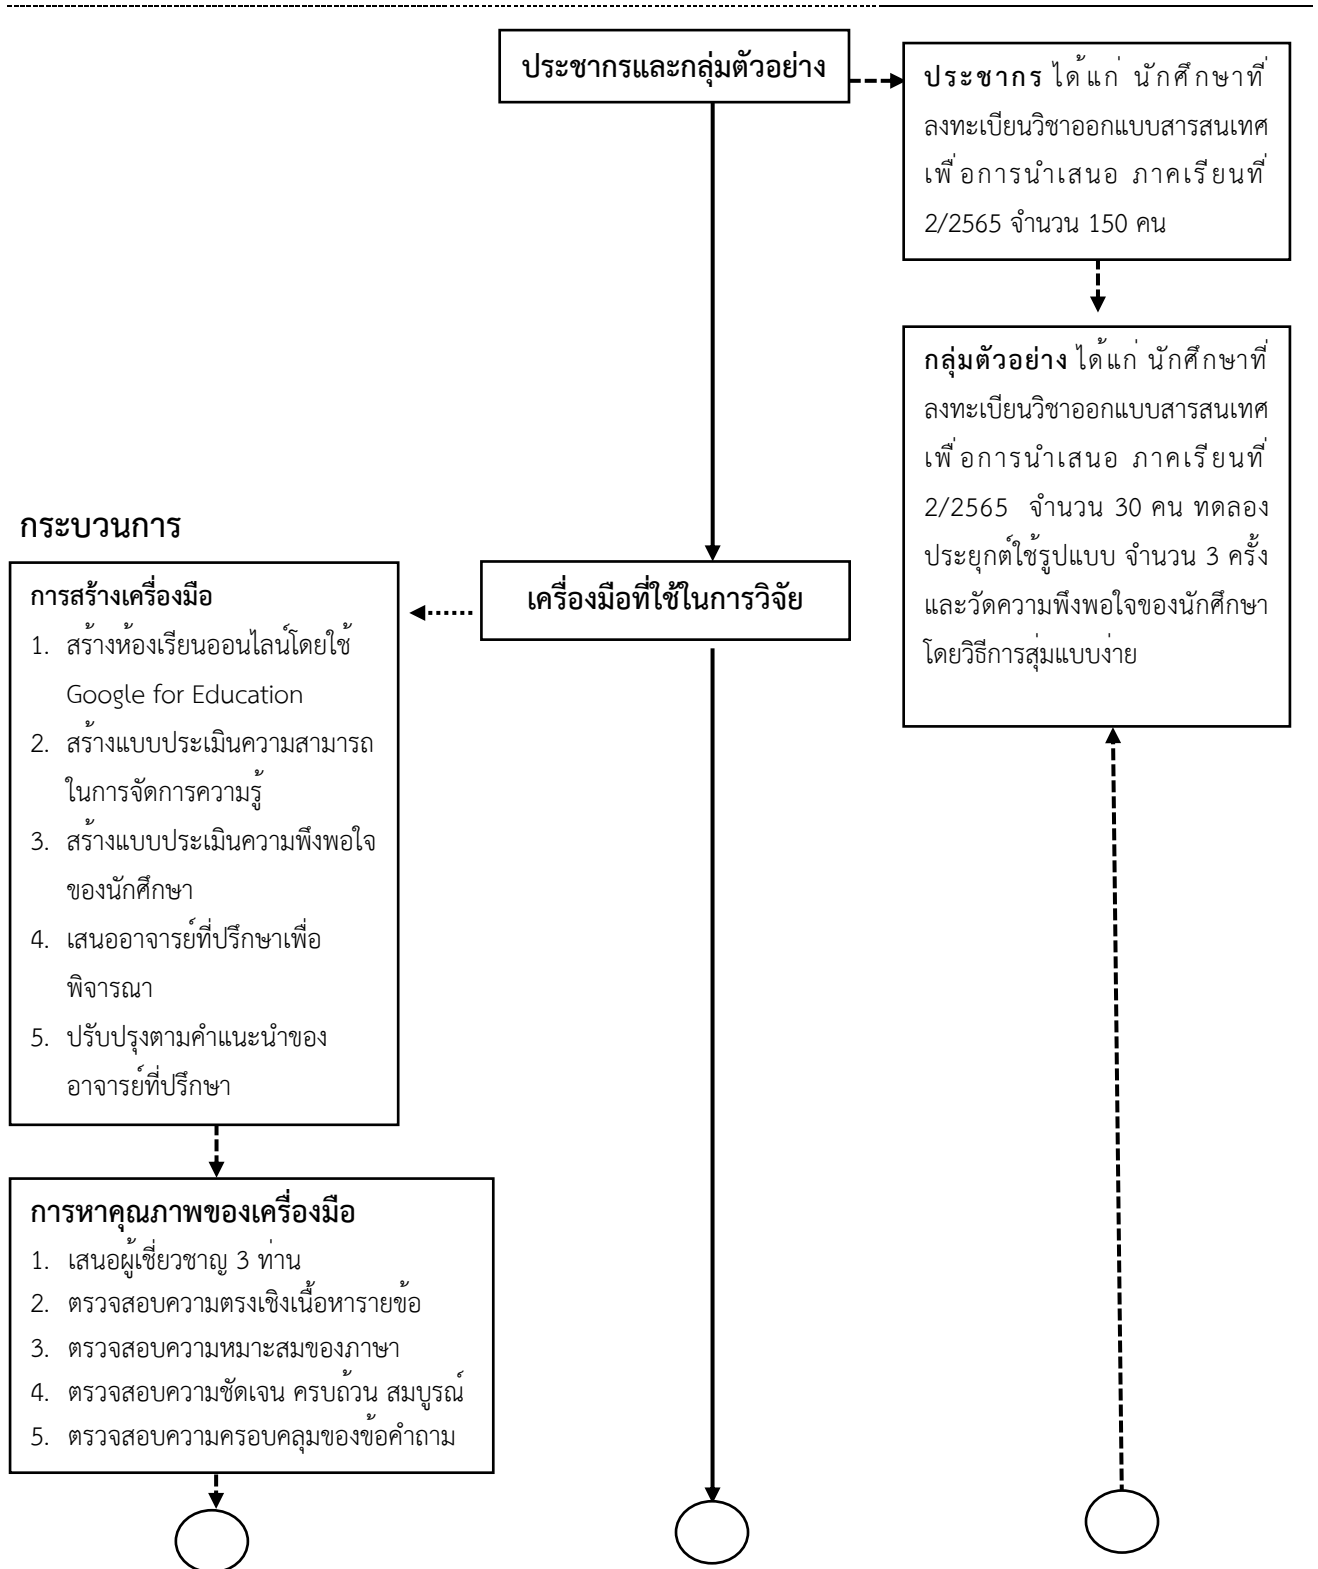 ประชากรและกลุ่มตัวอย่าง
ประชากร ได้แก่ นักศึกษาที่
ลงทะเบียนวิชาออกแบบสารสนเทศ
เพื่อการนำเสนอ ภาคเรียนที่
2/2565 จำนวน 150 คน
กลุ่มตัวอย่าง ได้แก่ นักศึกษาที่
ลงทะเบียนวิชาออกแบบสารสนเทศ
เพื่อการนำเสนอ ภาคเรียนที่
2/2565 จำนวน 30 คน ทดลอง
ประยุกต์ใช้รูปแบบ จำนวน 3 ครั้ง
และวัดความพึงพอใจของนักศึกษา
โดยวิธีการสุ่มแบบง่าย
กระบวนการ
เครื่องมือที่ใช้ในการวิจัย
การสร้างเครื่องมือ
1. สร้างห้องเรียนออนไลน์โดยใช้
Google for Education
2. สร้างแบบประเมินความสามารถ
ในการจัดการความรู้
3. สร้างแบบประเมินความพึงพอใจ
ของนักศึกษา
4. เสนออาจารย์ที่ปรึกษาเพื่อ
พิจารณา
5. ปรับปรุงตามคำแนะนำของ
อาจารย์ที่ปรึกษา
การหาคุณภาพของเครื่องมือ
1. เสนอผู้เชี่ยวชาญ 3 ท่าน
2. ตรวจสอบความตรงเชิงเนื้อหารายข้อ
3. ตรวจสอบความหมาะสมของภาษา
4. ตรวจสอบความชัดเจน ครบถ้วน สมบูรณ์
5. ตรวจสอบความครอบคลุมของข้อคำถาม